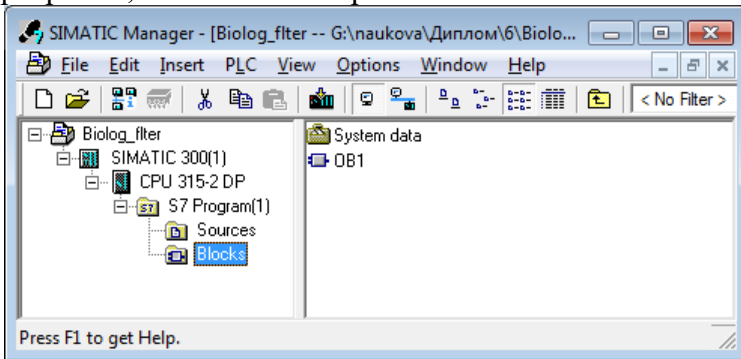 SIMATIC Manager - [Biolog_flter -- G:\naukova\Диплом\6\Biolo...
File Edit Insert PLC View Options Window Help
< No Filter >
Biolog_flter
SIMATIC 300(1)
CPU 315-2 DP
S7 Program(1)
Sources
Blocks
System data
OB1
Press F1 to get Help.